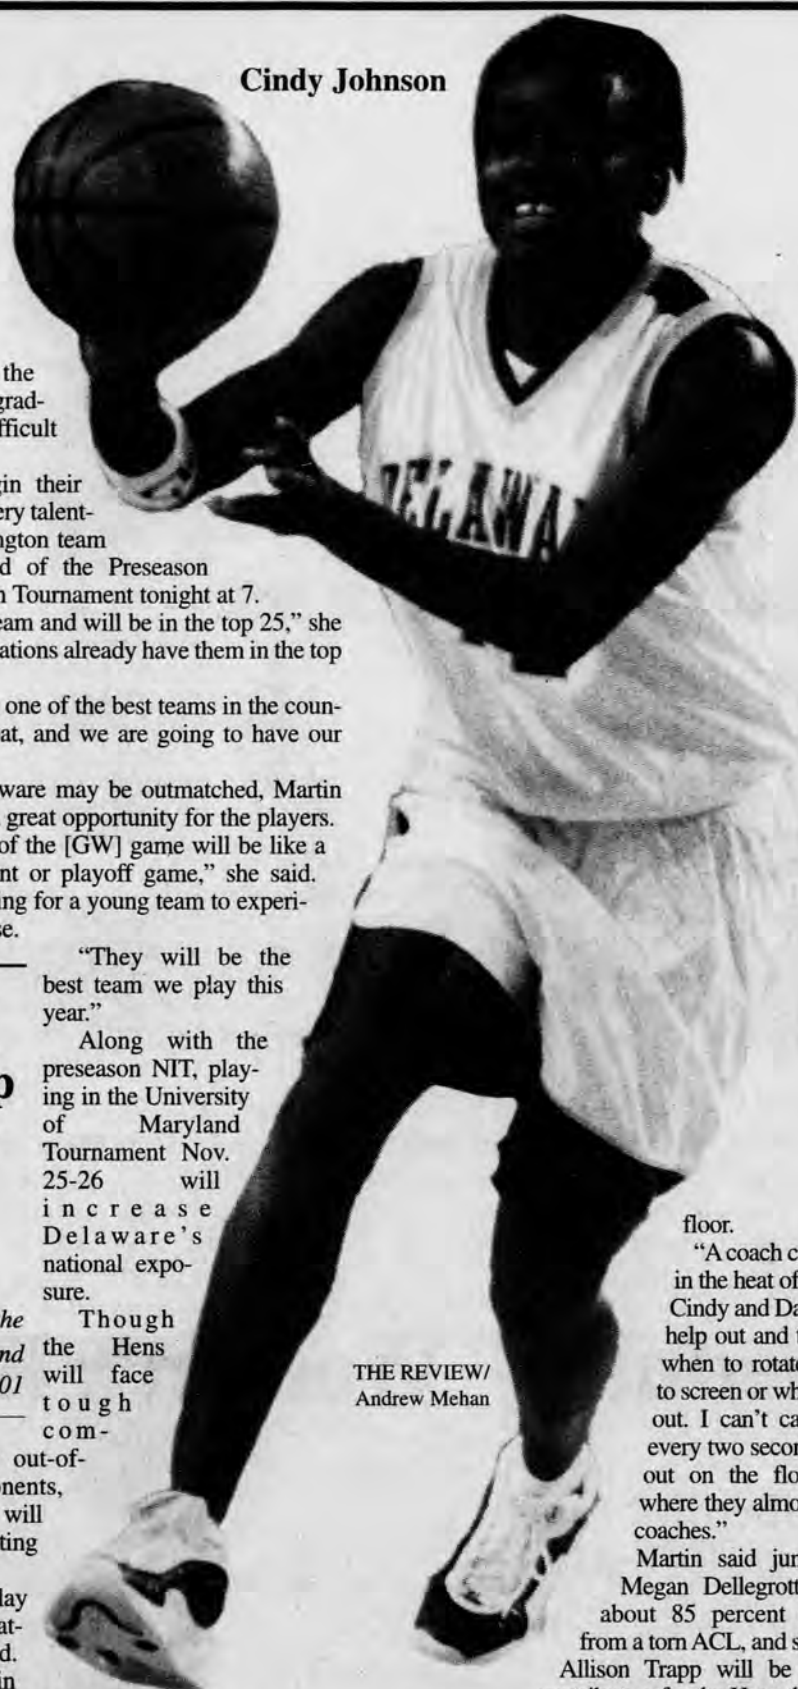 Cindy Johnson
DELAWA
the
grad-
fficult
gin their
ery talent-
ngton team
d of the Preseason
n Tournament tonight at 7.
eam and will be in the top 25,” she
ations already have them in the top
one of the best teams in the coun-
at, and we are going to have our
ware may be outmatched, Martin
great opportunity for the players.
of the [GW] game will be like a
nt or playoff game,” she said.
ing for a young team to experi-
se.
“They will be the
best team we play this
year.”
Along with the
preseason NIT, play-
ing in the University
of Maryland
Tournament Nov.
25-26 will
increase
Delaware’s
national expo-
sure.
Though
the Hens
will face
tough
com-
out-of-
nents,
will
ting
lay
at-
d.
in
p
he
nd
01
THE REVIEW/
Andrew Mehan
floor.
“A coach c
in the heat of
Cindy and Da
help out and
when to rotate
to screen or wh
out. I can’t ca
every two secon
out on the flo
where they almo
coaches.”
Martin said jun
Megan Dellegrott
about 85 percent
from a torn ACL, and s
Allison Trapp will be